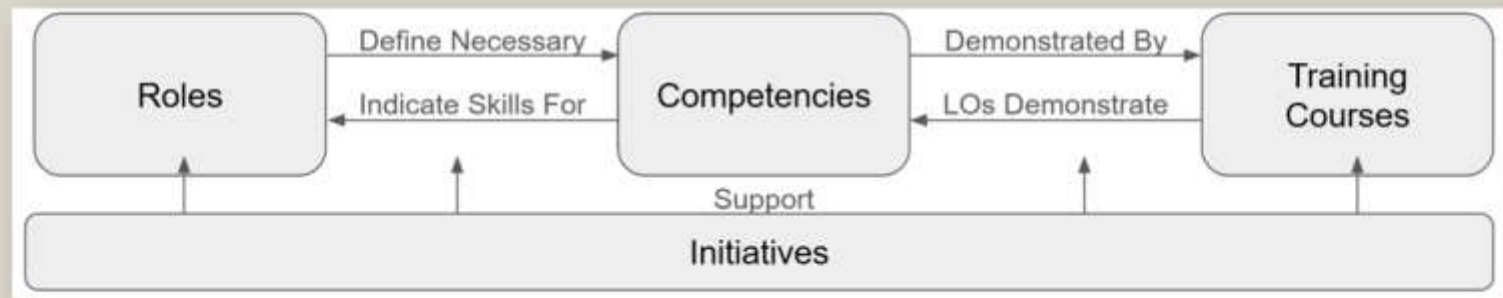 Define Necessary
Demonstrated By
Roles
Competencies
Training
Courses
Indicate Skills For
LOs Demonstrate
Support
Initiatives